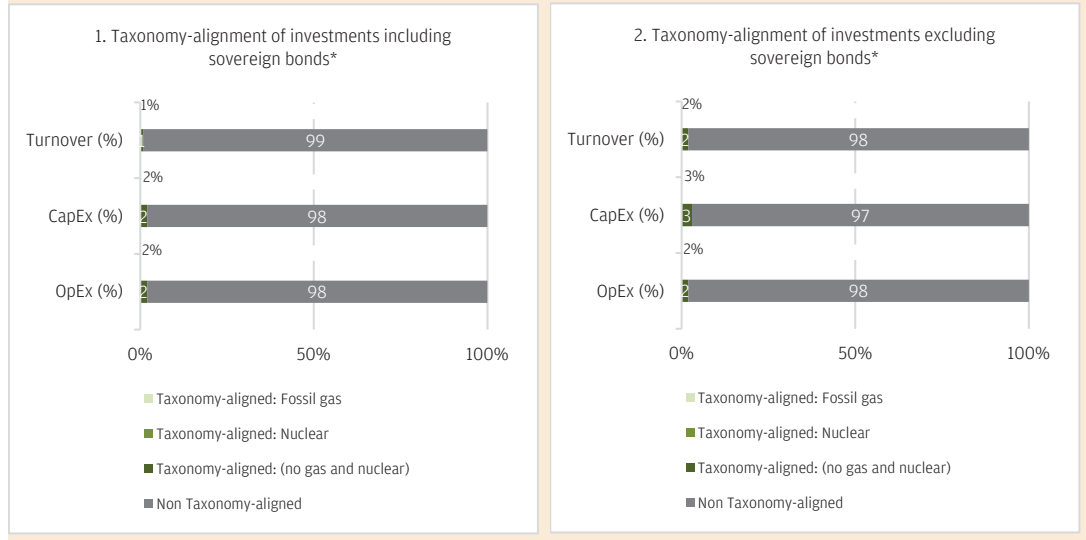 1. Taxonomy-alignment of investments including
sovereign bonds*
1%
Turnover (%)
1
99
2%
CapEx (%)
2
98
2%
OpEx (%)
2
98
0%
50%
100%
Taxonomy-aligned: Fossil gas
Taxonomy-aligned: Nuclear
Taxonomy-aligned: (no gas and nuclear)
Non Taxonomy-aligned
2. Taxonomy-alignment of investments excluding
sovereign bonds*
2%
Turnover (%)
2
98
3%
CapEx (%)
3
97
2%
OpEx (%)
2
98
0%
50%
100%
Taxonomy-aligned: Fossil gas
Taxonomy-aligned: Nuclear
Taxonomy-aligned: (no gas and nuclear)
Non Taxonomy-aligned